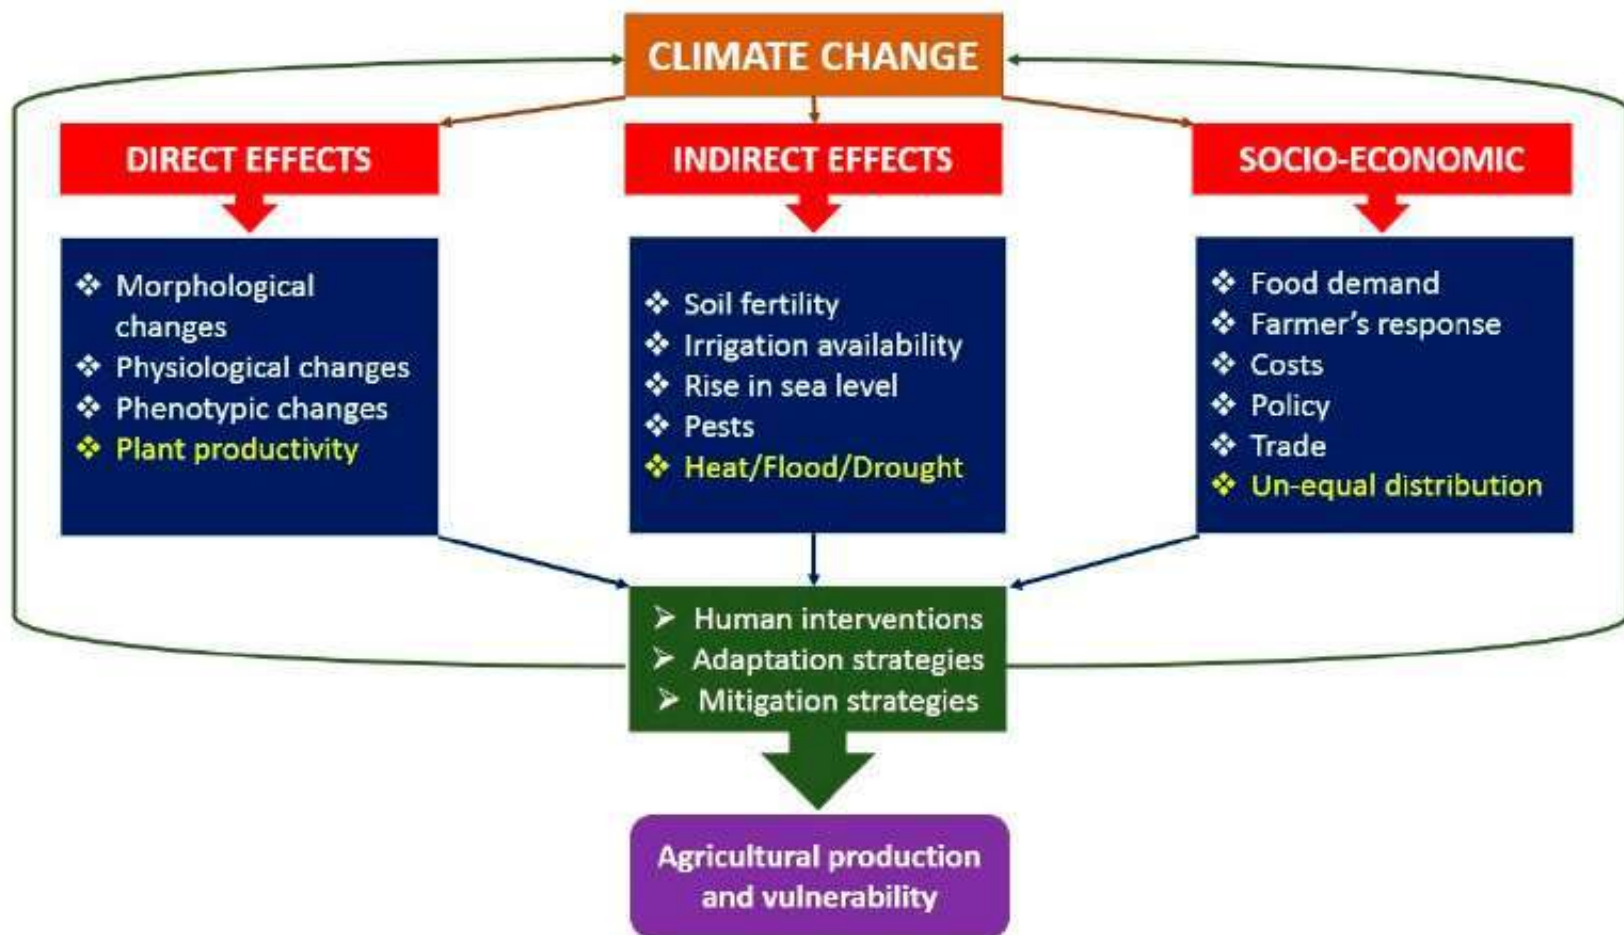 CLIMATE CHANGE
DIRECT EFFECTS
❖ Morphological
changes
❖ Physiological changes
❖ Phenotypic changes
❖ Plant productivity
INDIRECT EFFECTS
❖ Soil fertility
❖ Irrigation availability
❖ Rise in sea level
❖ Pests
❖ Heat/Flood/Drought
SOCIO-ECONOMIC
❖ Food demand
❖ Farmer's response
❖ Costs
❖ Policy
❖ Trade
❖ Un-equal distribution
➢ Human interventions
➢ Adaptation strategies
➢ Mitigation strategies
Agricultural production
and vulnerability